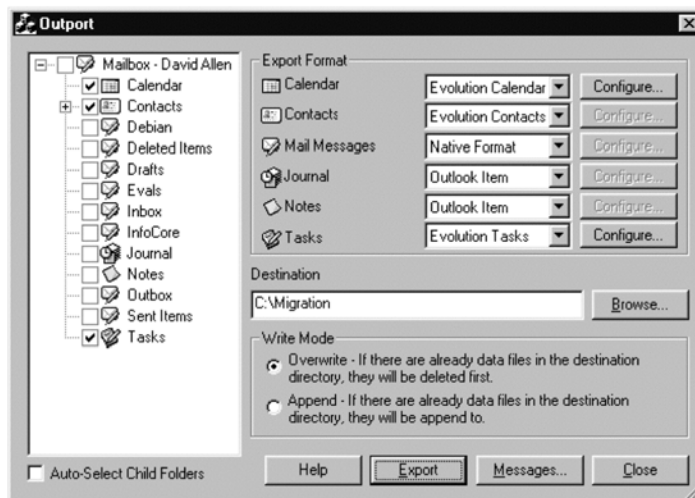 Outport
Mailbox - David Allen
Calendar
Contacts
Debian
Deleted Items
Drafts
Evals
Inbox
InfoCore
Journal
Notes
Outbox
Sent Items
Tasks
Auto-Select Child Folders
Export Format
Calendar Evolution Calendar Configure...
Contacts Evolution Contacts Configure...
Mail Messages Native Format Configure...
Journal Outlook Item Configure...
Notes Outlook Item Configure...
Tasks Evolution Tasks Configure...
Destination
C:\Migration Browse...
Write Mode
Overwrite - If there are already data files in the destination
directory, they will be deleted first.
Append - If there are already data files in the destination
directory, they will be append to.
Help Export Messages... Close